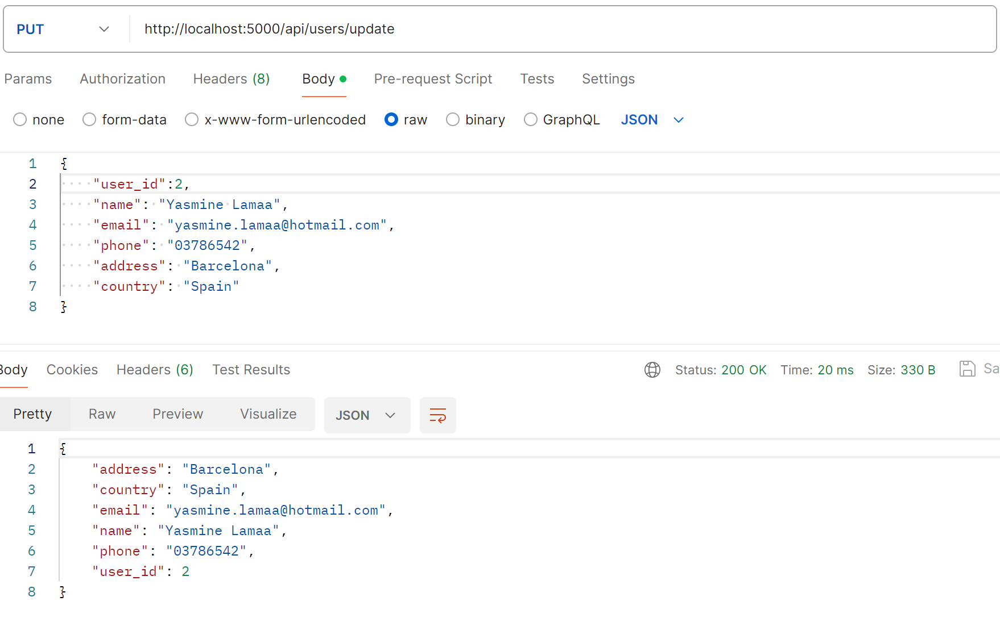 PUT http://localhost:5000/api/users/update
Params Authorization Headers (8) Body Pre-request Script Tests Settings
none form-data x-www-form-urlencoded raw binary GraphQL JSON
1 {
2 "user_id":2,
3 "name": "Yasmine Lamaa",
4 "email": "yasmine.lamaa@hotmail.com",
5 "phone": "03786542",
6 "address": "Barcelona",
7 "country": "Spain"
8 }
Body Cookies Headers (6) Test Results Status: 200 OK Time: 20 ms Size: 330 B Sa
Pretty Raw Preview Visualize JSON
1 {
2 "address": "Barcelona",
3 "country": "Spain",
4 "email": "yasmine.lamaa@hotmail.com",
5 "name": "Yasmine Lamaa",
6 "phone": "03786542",
7 "user_id": 2
8 }